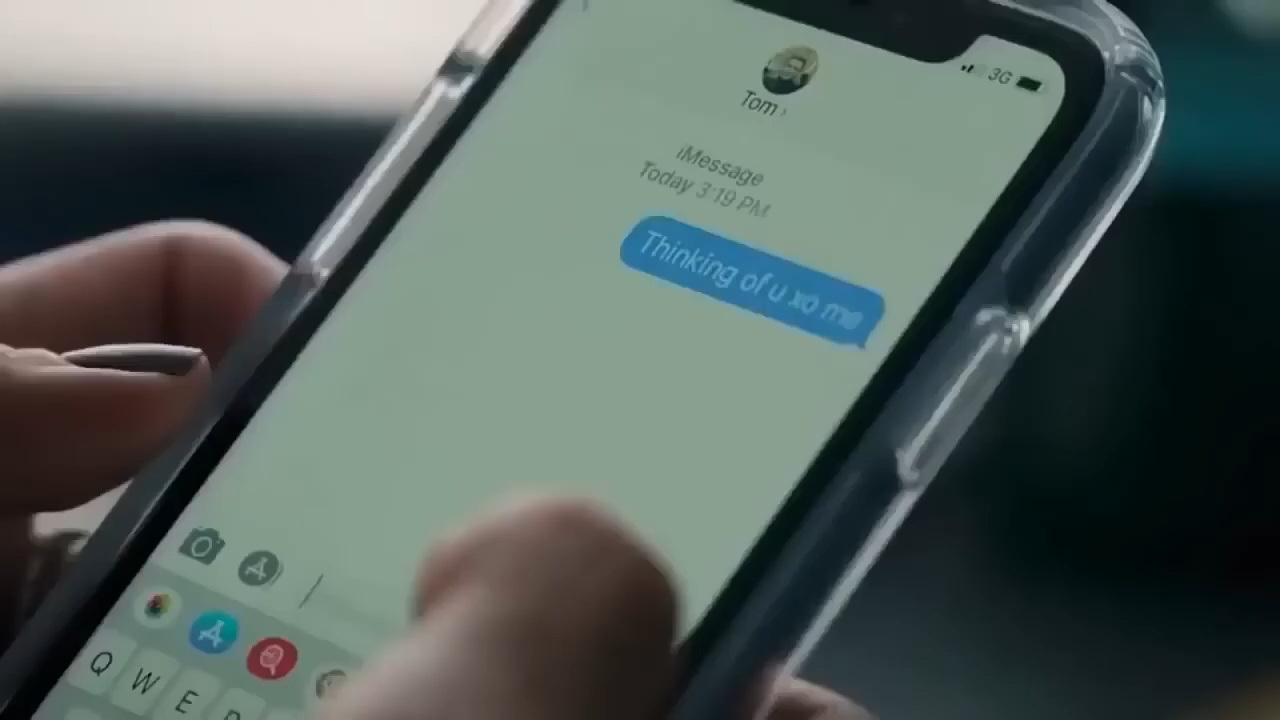 3G
Tom
iMessage
Today 3:19 PM
Thinking of u xo me
Q W E